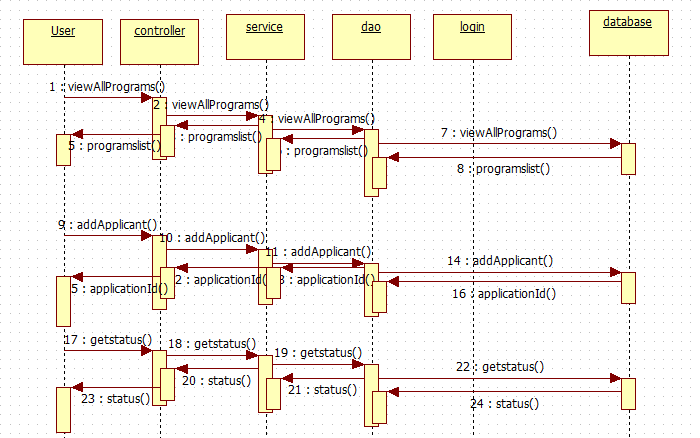 User
controller
service
dao
login
database
1 : viewAllPrograms()
2 : viewAllPrograms()
4 : viewAllPrograms()
7 : viewAllPrograms()
5 : programslist()
: programslist()
: programslist()
8 : programslist()
9 : addApplicant()
10 : addApplicant()
11 : addApplicant()
14 : addApplicant()
5 : applicationId()
2 : applicationId()
3 : applicationId()
16 : applicationId()
17 : getstatus()
18 : getstatus()
19 : getstatus()
22 : getstatus()
23 : status()
20 : status()
21 : status()
24 : status()